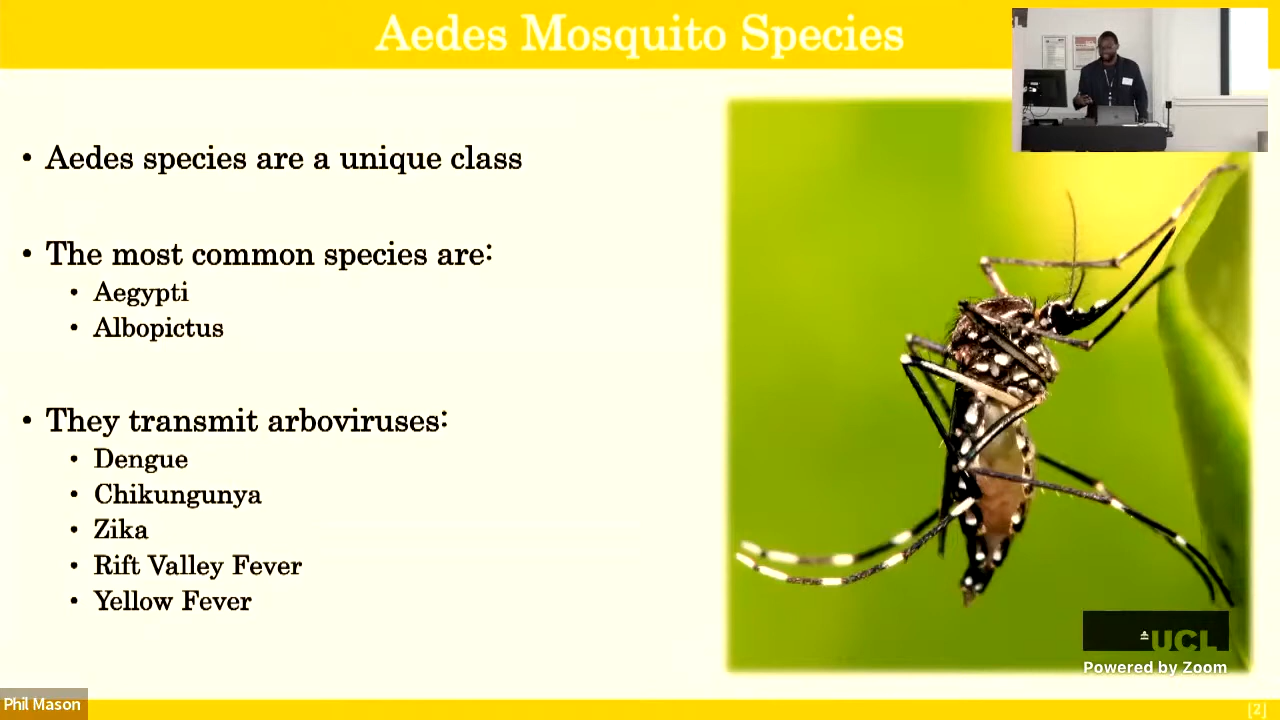 Aedes Mosquito Species
• Aedes species are a unique class
• The most common species are:
• Aegypti
• Albopictus
• They transmit arboviruses:
• Dengue
• Chikungunya
• Zika
• Rift Valley Fever
• Yellow Fever
UCL
Powered by Zoom
Phil Mason
[2]